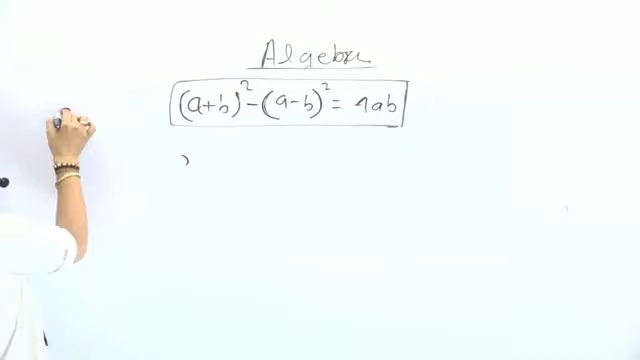 Algebra
(a+b)² - (a-b)² = 4ab
)